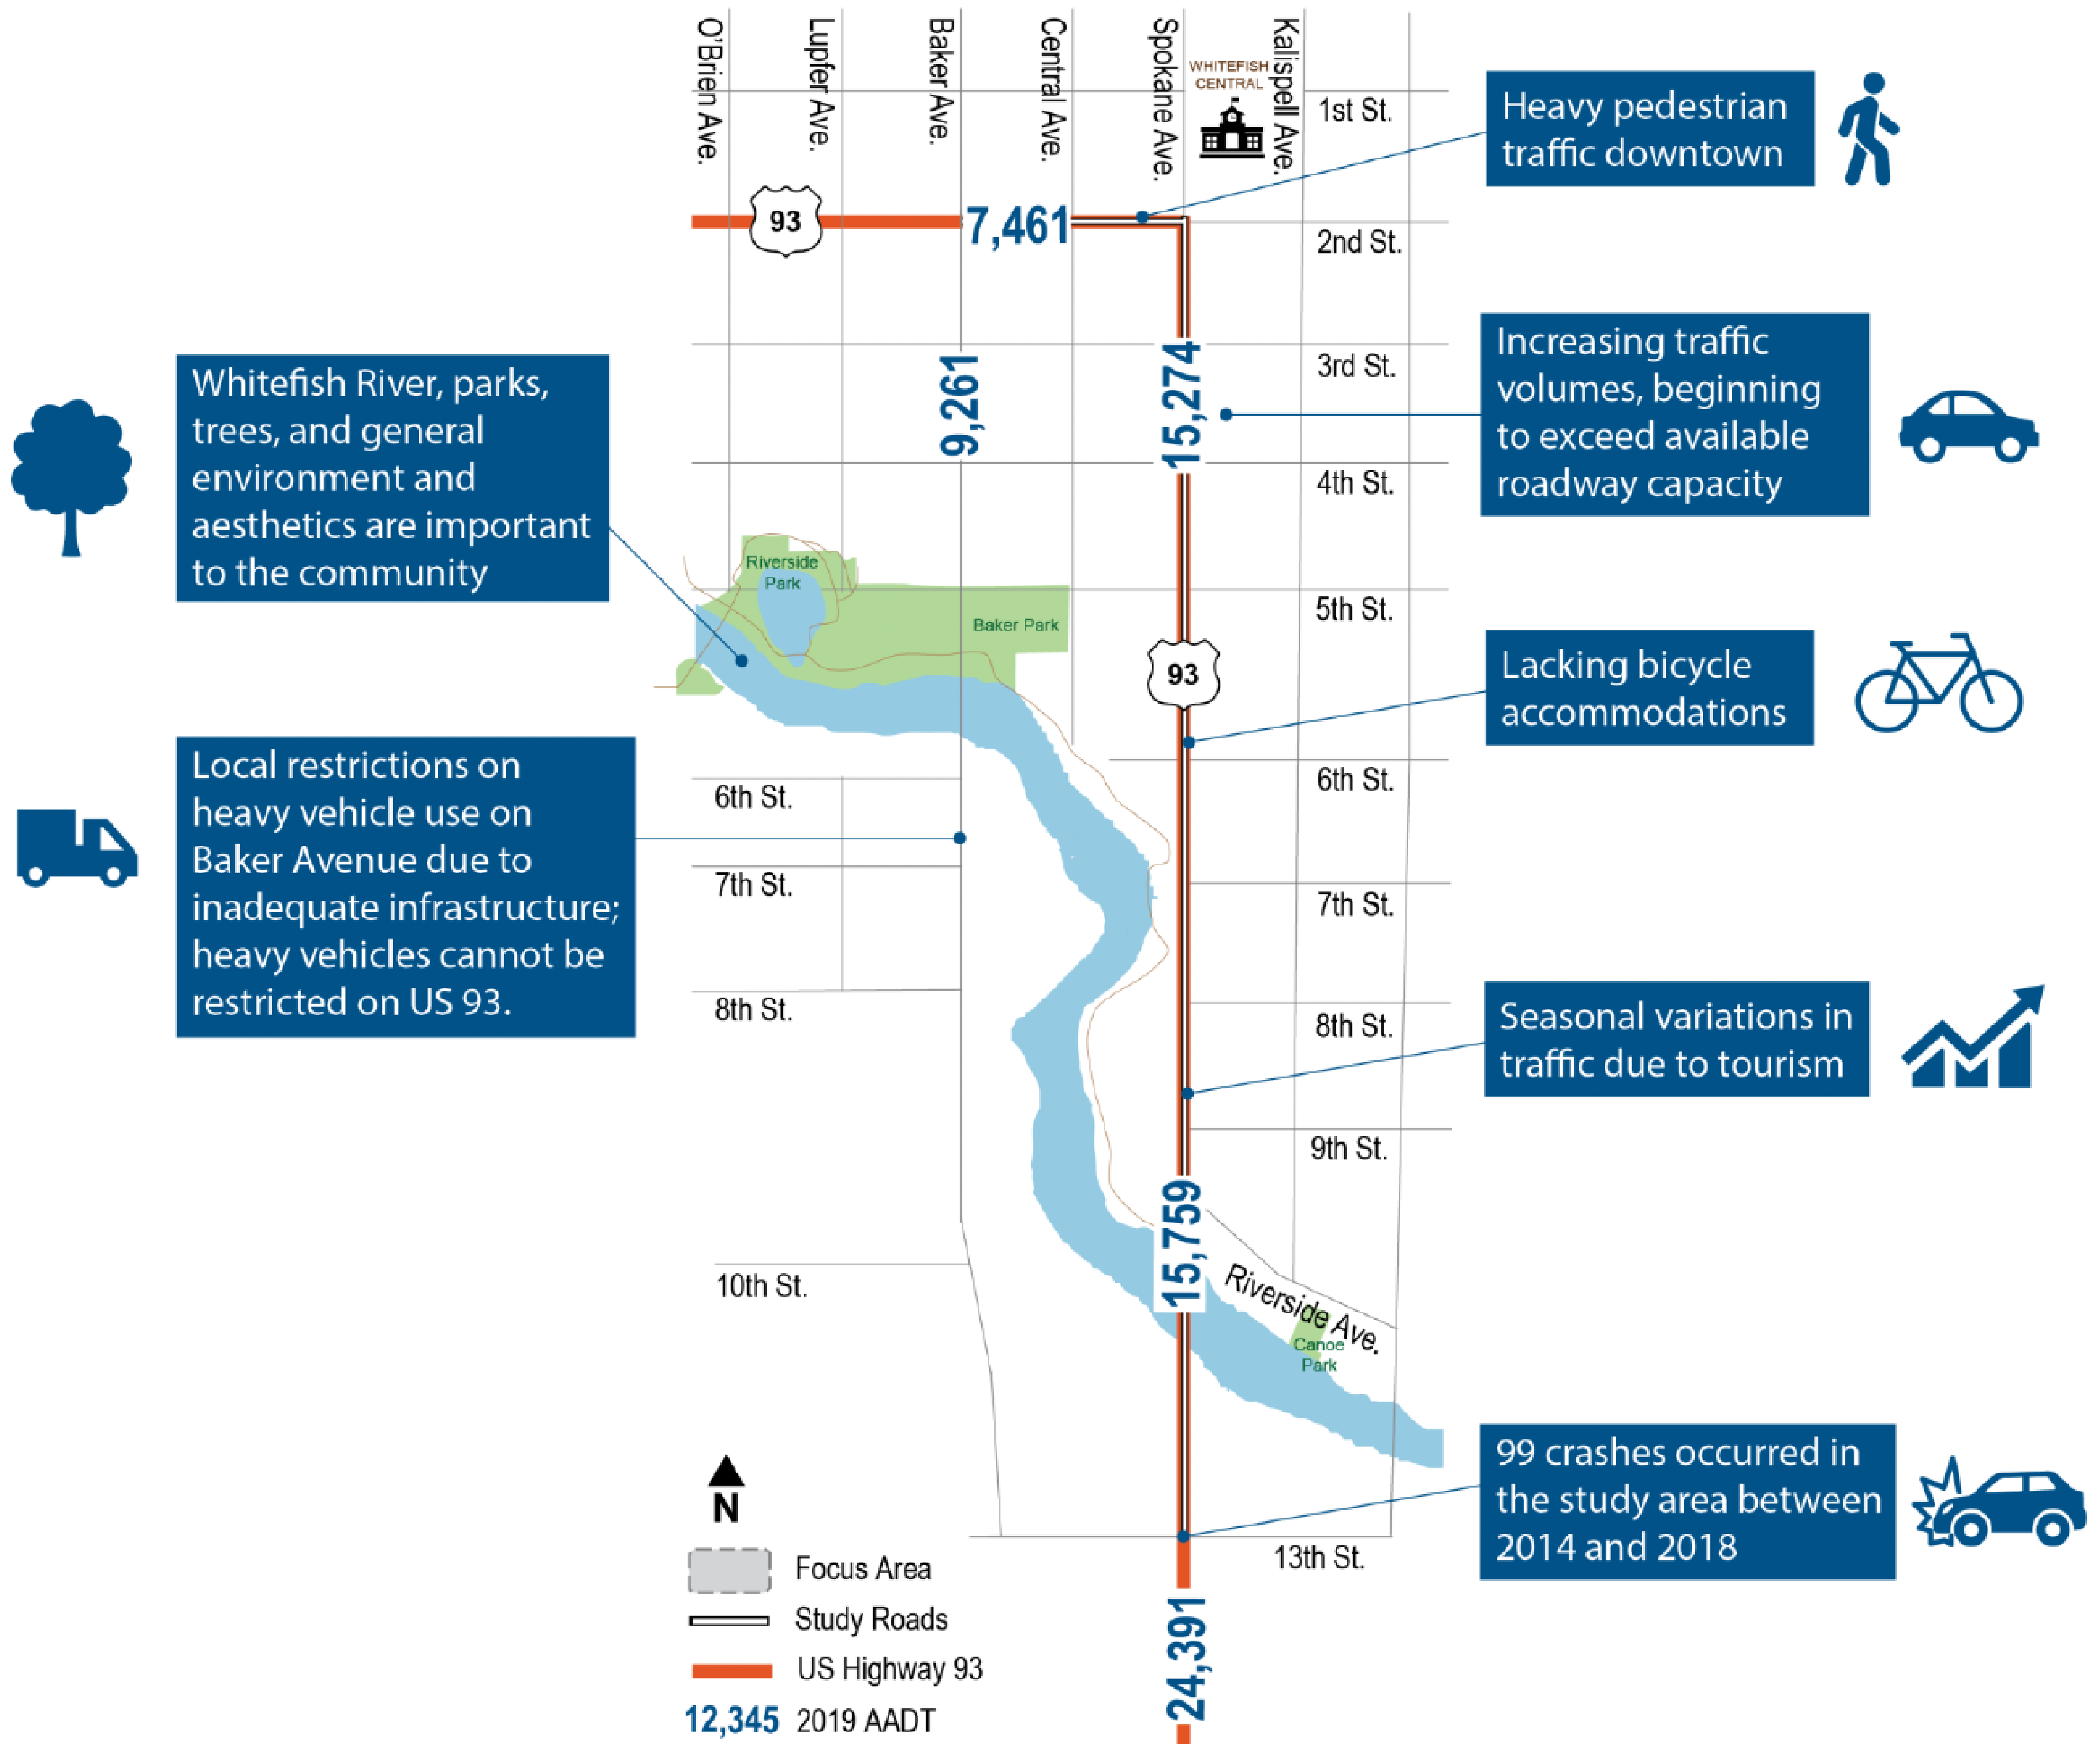 O'Brien Ave.
Lupfer Ave.
Baker Ave.
Central Ave.
Spokane Ave.
Kalispell Ave.
WHITEFISH
CENTRAL
1st St.
Heavy pedestrian
traffic downtown
93
7,461
2nd St.
Whitefish River, parks,
trees, and general
environment and
aesthetics are important
to the community
9,261
15,274
3rd St.
Increasing traffic
volumes, beginning
to exceed available
roadway capacity
4th St.
Riverside
Park
Baker Park
5th St.
93
Lacking bicycle
accommodations
Local restrictions on
heavy vehicle use on
Baker Avenue due to
inadequate infrastructure;
heavy vehicles cannot be
restricted on US 93.
6th St.
6th St.
7th St.
7th St.
8th St.
8th St.
Seasonal variations in
traffic due to tourism
9th St.
15,759
10th St.
Riverside Ave.
Canoe
Park
99 crashes occurred in
the study area between
2014 and 2018
13th St.
24,391
N
Focus Area
Study Roads
US Highway 93
12,345 2019 AADT